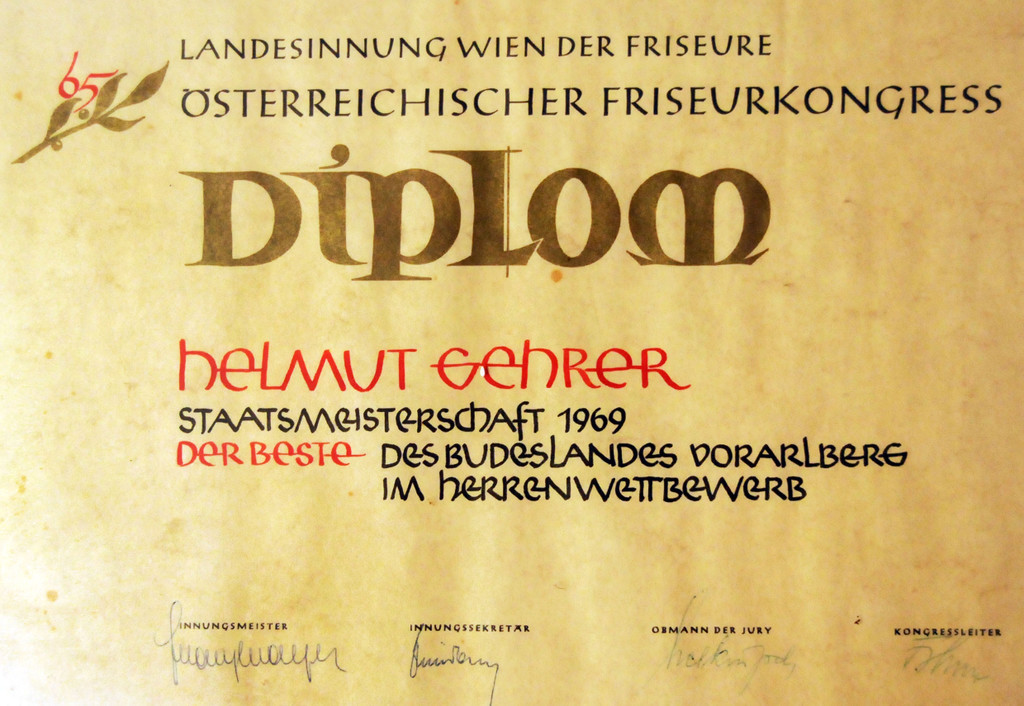 LANDESINNUNG WIEN DER FRISEURE
65
ÖSTERREICHISCHER FRISEURKONGRESS
Diplom
HELMUT GEHRER
STAATSMEISTERSCHAFT 1969
DER BESTE DES BUDESLANDES VORARLBERG
IM HERRENWETTBEWERB
INNUNGSMEISTER INNUNGSSEKRETÄR OBMANN DER JURY KONGRESSLEITER